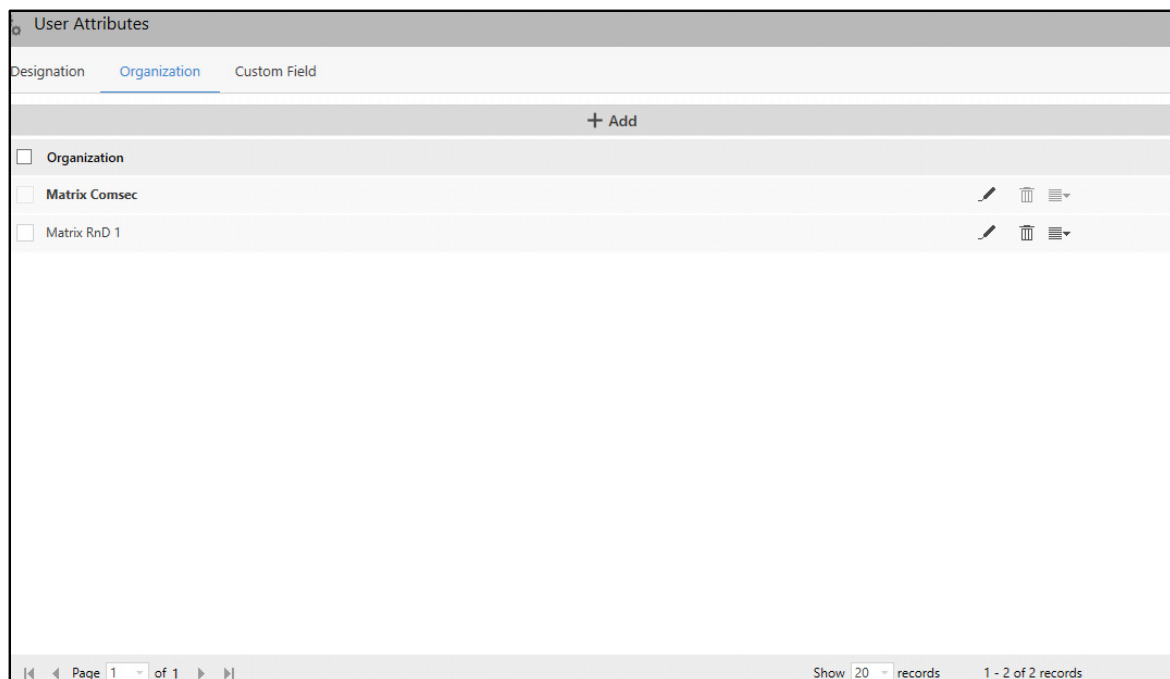 User Attributes
Designation Organization Custom Field
+ Add
Organization
Matrix Comsec
Matrix RnD 1
Page 1 of 1 Show 20 records 1 - 2 of 2 records